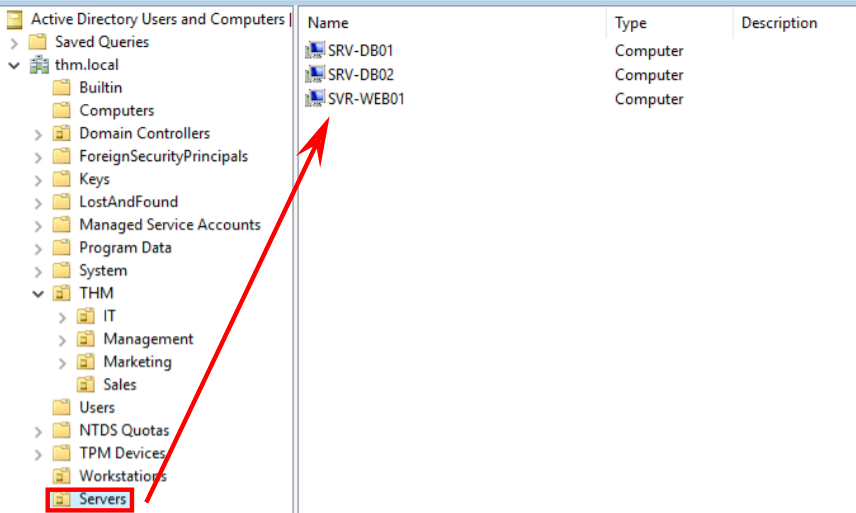 Active Directory Users and Computers
Saved Queries
thm.local
Builtin
Computers
Domain Controllers
ForeignSecurityPrincipals
Keys
LostAndFound
Managed Service Accounts
Program Data
System
THM
IT
Management
Marketing
Sales
Users
NTDS Quotas
TPM Devices
Workstations
Servers
Name Type Description
SRV-DB01 Computer
SRV-DB02 Computer
SVR-WEB01 Computer